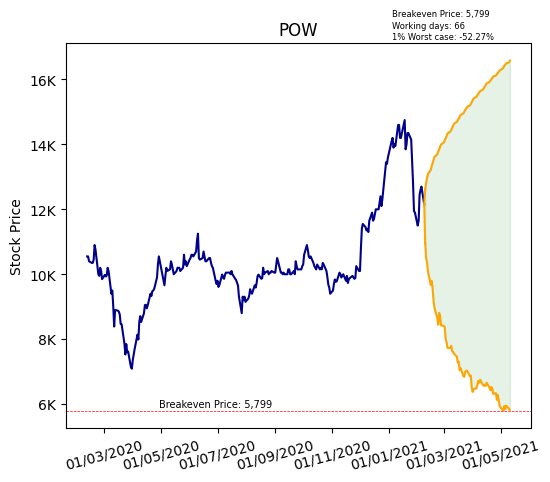 Breakeven Price: 5,799
Working days: 66
1% Worst case: -52.27%
POW
Stock Price
16K
14K
12K
10K
8K
6K
Breakeven Price: 5,799
01/03/2020
01/05/2020
01/07/2020
01/09/2020
01/11/2020
01/01/2021
01/03/2021
01/05/2021